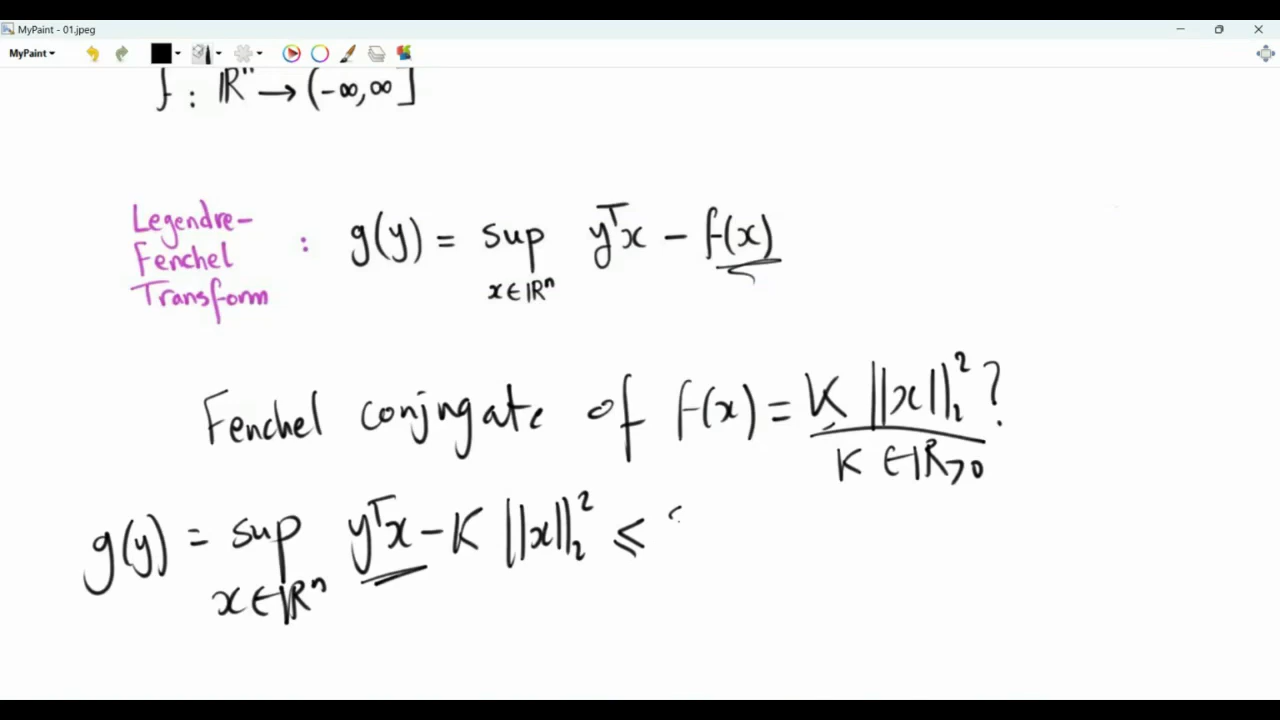 MyPaint - 01.jpeg
MyPaint
f : ℝⁿ → (-∞, ∞]
Legendre-
Fenchel
Transform
: g(y) = sup yᵀx - f(x)
x∈ℝⁿ
Fenchel conjugate of f(x) = K ||x||₂² ?
K ∈ ℝ>0
g(y) = sup yᵀx - K ||x||₂² ≤
x∈ℝⁿ